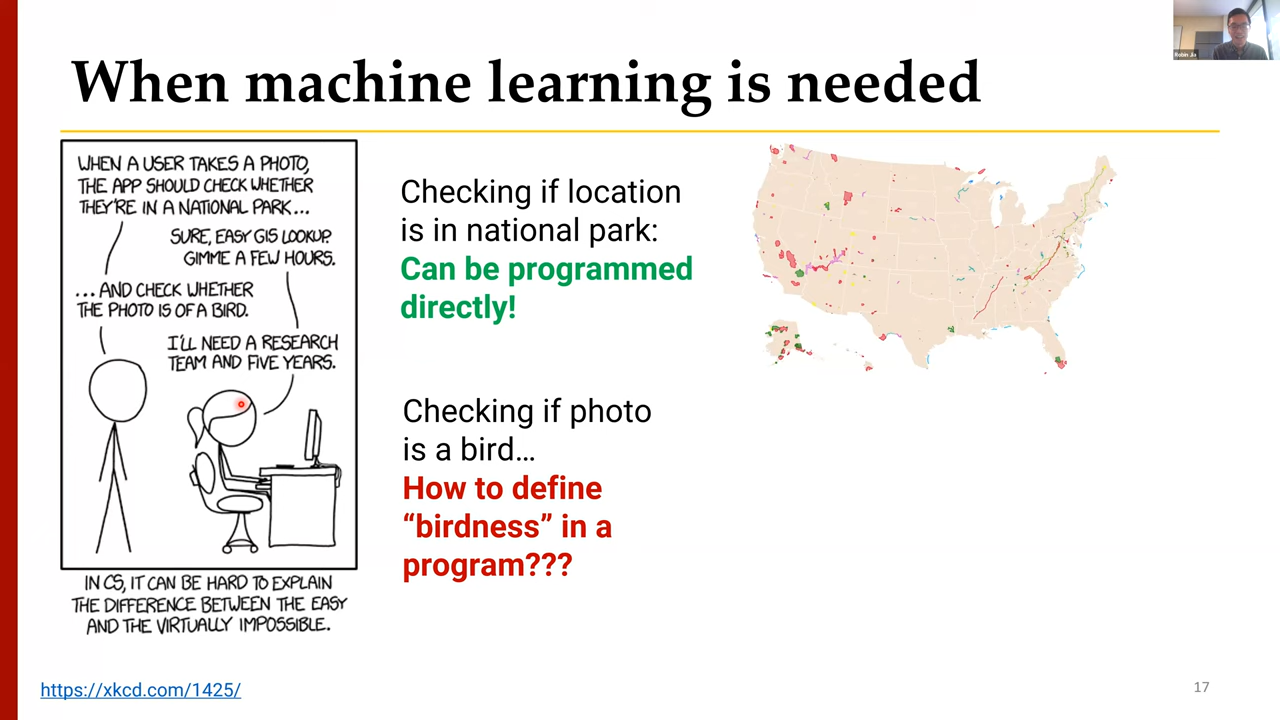 When machine learning is needed
Robin Jia
WHEN A USER TAKES A PHOTO,
THE APP SHOULD CHECK WHETHER
THEY'RE IN A NATIONAL PARK...
SURE, EASY GIS LOOKUP.
GIMME A FEW HOURS.
...AND CHECK WHETHER
THE PHOTO IS OF A BIRD.
I'LL NEED A RESEARCH
TEAM AND FIVE YEARS.
IN CS, IT CAN BE HARD TO EXPLAIN
THE DIFFERENCE BETWEEN THE EASY
AND THE VIRTUALLY IMPOSSIBLE.
Checking if location
is in national park:
Can be programmed
directly!
Checking if photo
is a bird…
How to define
“birdness” in a
program???
https://xkcd.com/1425/
17